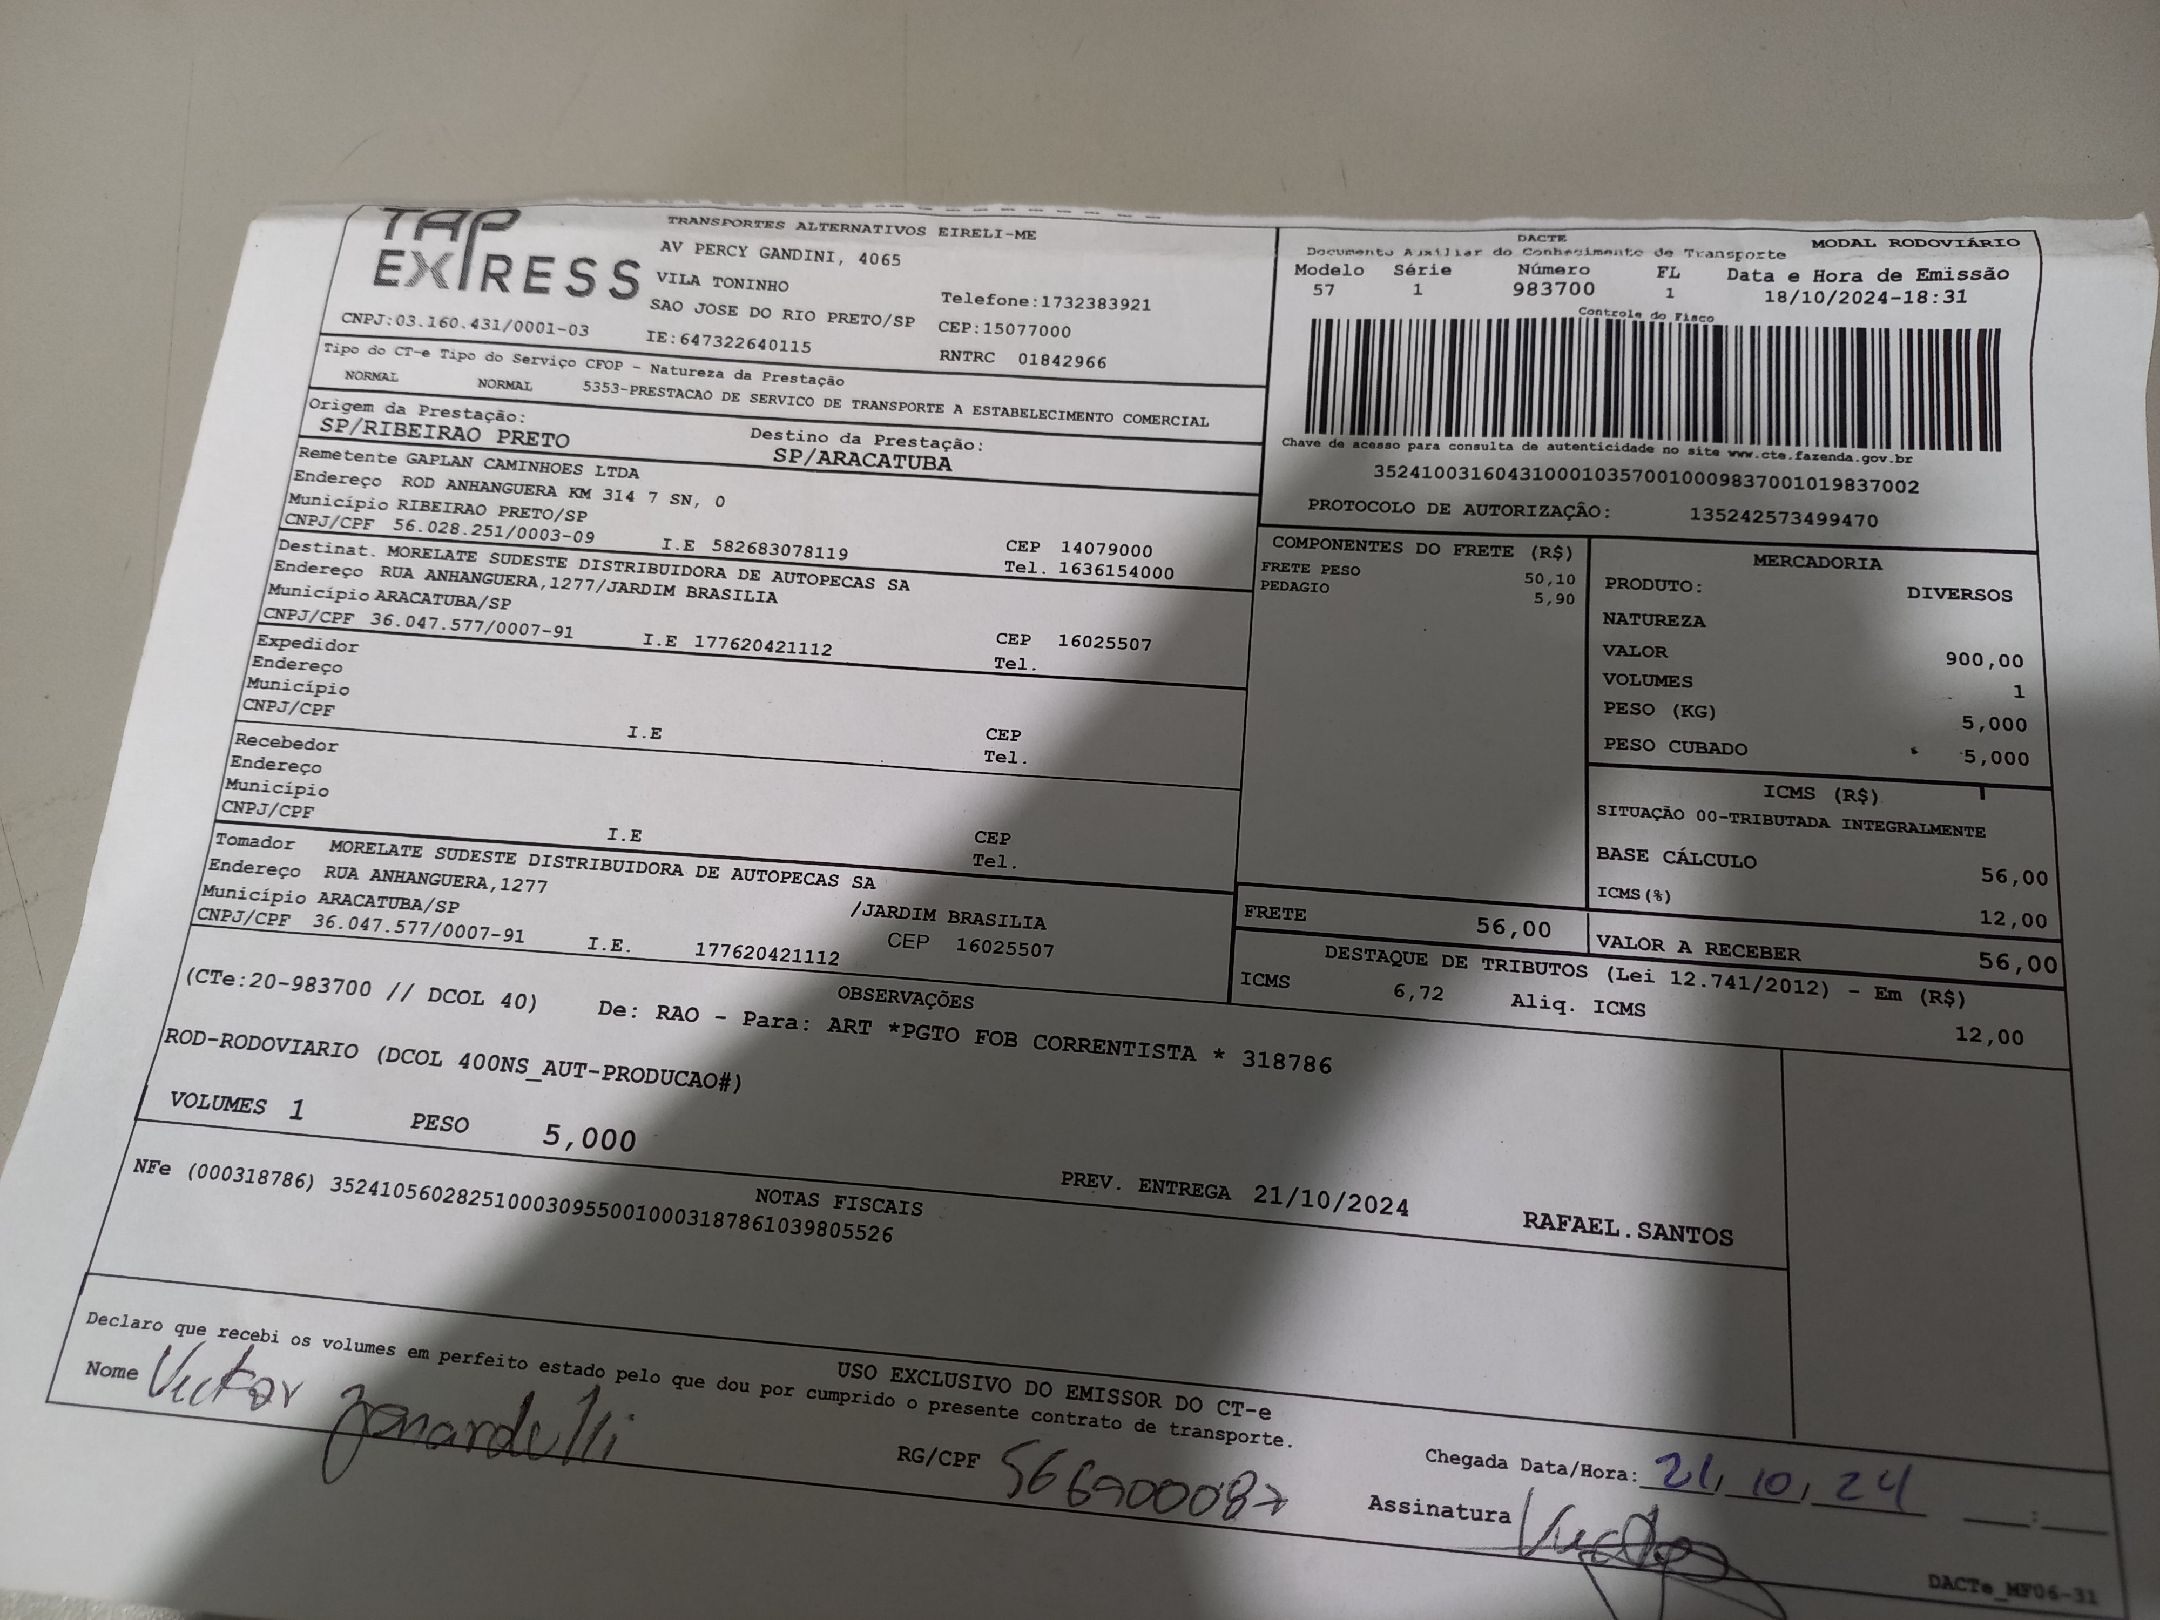 TAP EXPRESS
TRANSPORTES ALTERNATIVOS EIRELI-ME
AV PERCY GANDINI, 4065
VILA TONINHO
SAO JOSE DO RIO PRETO/SP
Telefone:1732383921
CEP:15077000
CNPJ:03.160.431/0001-03
IE:647322640115
RNTRC 01842966
DACTE
MODAL RODOVIÁRIO
Documento Auxiliar do Conhecimento de Transporte
Modelo Série Número FL Data e Hora de Emissão
57 1 983700 1 18/10/2024-18:31
Controle do Fisco
Chave de acesso para consulta de autenticidade no site www.cte.fazenda.gov.br
35241003160431000103570010009837001019837002
PROTOCOLO DE AUTORIZAÇÃO: 135242573499470
Tipo do CT-e Tipo do Serviço CFOP - Natureza da Prestação
NORMAL NORMAL 5353-PRESTACAO DE SERVICO DE TRANSPORTE A ESTABELECIMENTO COMERCIAL
Origem da Prestação: Destino da Prestação:
SP/RIBEIRAO PRETO SP/ARACATUBA
Remetente GAPLAN CAMINHOES LTDA
Endereço ROD ANHANGUERA KM 314 7 SN, 0
Município RIBEIRAO PRETO/SP CEP 14079000
CNPJ/CPF 56.028.251/0003-09 I.E 582683078119 Tel. 1636154000
Destinat. MORELATE SUDESTE DISTRIBUIDORA DE AUTOPECAS SA
Endereço RUA ANHANGUERA,1277/JARDIM BRASILIA
Município ARACATUBA/SP CEP 16025507
CNPJ/CPF 36.047.577/0007-91 I.E 177620421112 Tel.
Expedidor
Endereço
Município CEP
CNPJ/CPF I.E Tel.
Recebedor
Endereço
Município CEP
CNPJ/CPF I.E Tel.
Tomador MORELATE SUDESTE DISTRIBUIDORA DE AUTOPECAS SA
Endereço RUA ANHANGUERA,1277 /JARDIM BRASILIA
Município ARACATUBA/SP CEP 16025507
CNPJ/CPF 36.047.577/0007-91 I.E. 177620421112
COMPONENTES DO FRETE (R$)
FRETE PESO 50,10
PEDAGIO 5,90
MERCADORIA
PRODUTO: DIVERSOS
NATUREZA
VALOR 900,00
VOLUMES 1
PESO (KG) 5,000
PESO CUBADO 5,000
ICMS (R$)
SITUAÇÃO 00-TRIBUTADA INTEGRALMENTE
BASE CÁLCULO 56,00
ICMS(%) 12,00
FRETE 56,00
VALOR A RECEBER 56,00
DESTAQUE DE TRIBUTOS (Lei 12.741/2012) - Em (R$)
ICMS 6,72 Aliq. ICMS 12,00
OBSERVAÇÕES
(CTe:20-983700 // DCOL 40) De: RAO - Para: ART *PGTO FOB CORRENTISTA * 318786
ROD-RODOVIARIO (DCOL 400NS_AUT-PRODUCAO#)
VOLUMES 1 PESO 5,000 PREV. ENTREGA 21/10/2024 RAFAEL.SANTOS
NOTAS FISCAIS
NFe (000318786) 35241056028251000309550010003187861039805526
USO EXCLUSIVO DO EMISSOR DO CT-e
Declaro que recebi os volumes em perfeito estado pelo que dou por cumprido o presente contrato de transporte.
Nome Victor Zanardelli RG/CPF 566900087
Chegada Data/Hora: 21, 10, 24 :
Assinatura Victor
DACTe_MF06-31